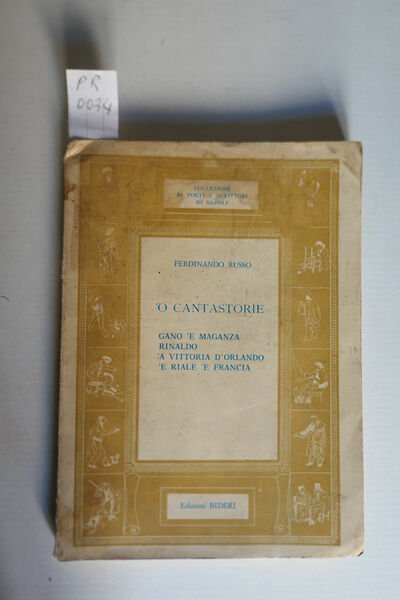 PR
0034
COLLEZIONE
DI POETI E SCRITTORI
DI NAPOLI
FERDINANDO RUSSO
'O CANTASTORIE
GANO 'E MAGANZA
RINALDO
'A VITTORIA D'ORLANDO
'E RIALE 'E FRANCIA
Edizioni BIDERI